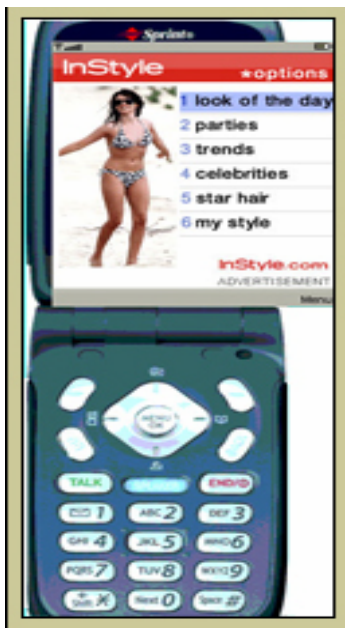 Sprint
InStyle
★options
1 look of the day
2 parties
3 trends
4 celebrities
5 star hair
6 my style
InStyle.com
ADVERTISEMENT
Menu
MENU
OK
TALK
END/O
1 ABC 2 DEF 3
GHI 4 JKL 5 MNO 6
PQRS 7 TUV 8 WXYZ 9
Shift * Next 0 Space #